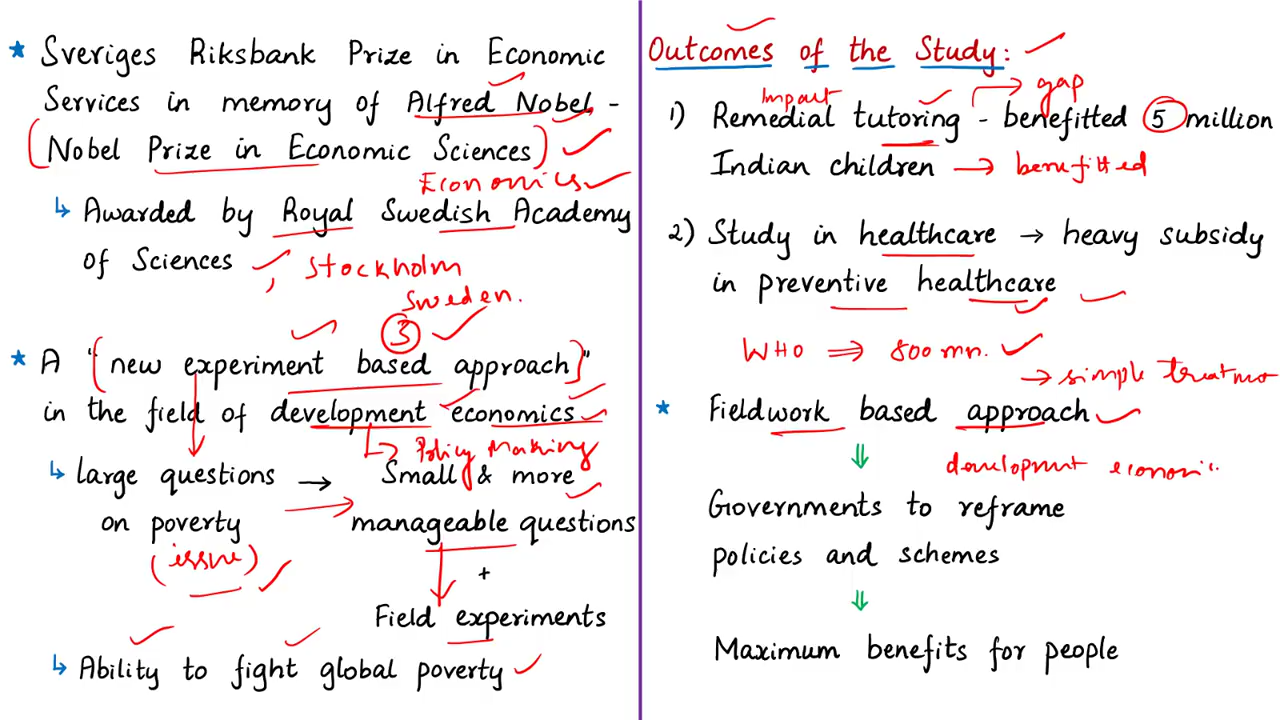 ★ Sveriges Riksbank Prize in Economic
Services in memory of Alfred Nobel -
(Nobel Prize in Economic Sciences)
Economics
↳ Awarded by Royal Swedish Academy
of Sciences , Stockholm
Sweden.
3
★ A "(new experiment based approach)"
in the field of development economics
↳ Policy Making
↳ large questions → Small & more
on poverty manageable questions
(issue)
+
Field experiments
↳ Ability to fight global poverty
Outcomes of the Study:
Impart → gap
1) Remedial tutoring - benefitted 5 million
Indian children → benefitted
2) Study in healthcare → heavy subsidy
in preventive healthcare
WHO ⇒ 800 mn.
→ simple treatmo
★ Fieldwork based approach
⇓ development economic
Governments to reframe
policies and schemes
⇓
Maximum benefits for people